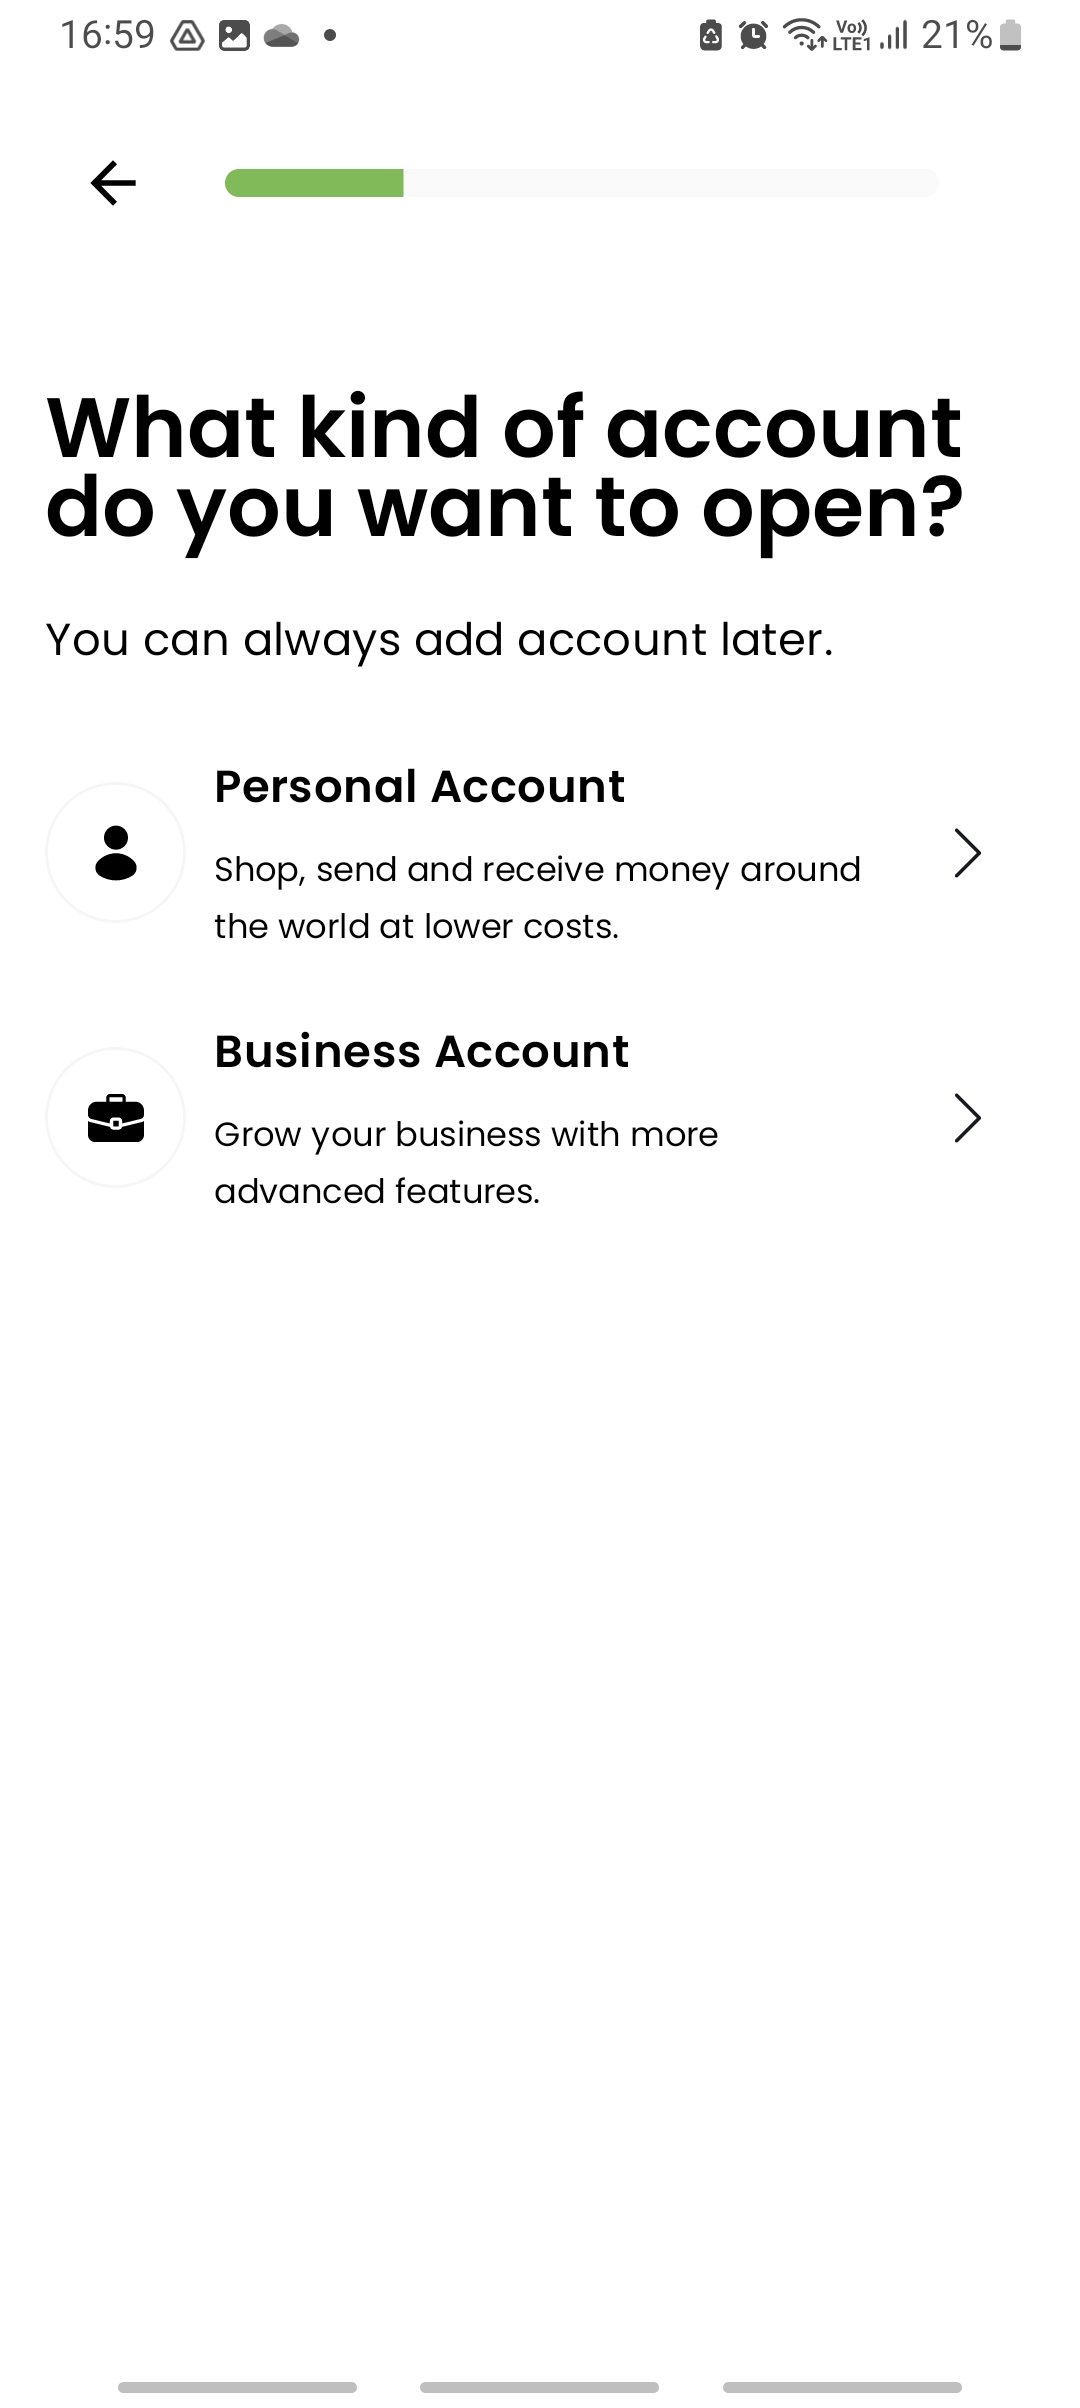 16:59
Vo)) LTE1 21%
What kind of account
do you want to open?
You can always add account later.
Personal Account
Shop, send and receive money around
the world at lower costs.
Business Account
Grow your business with more
advanced features.